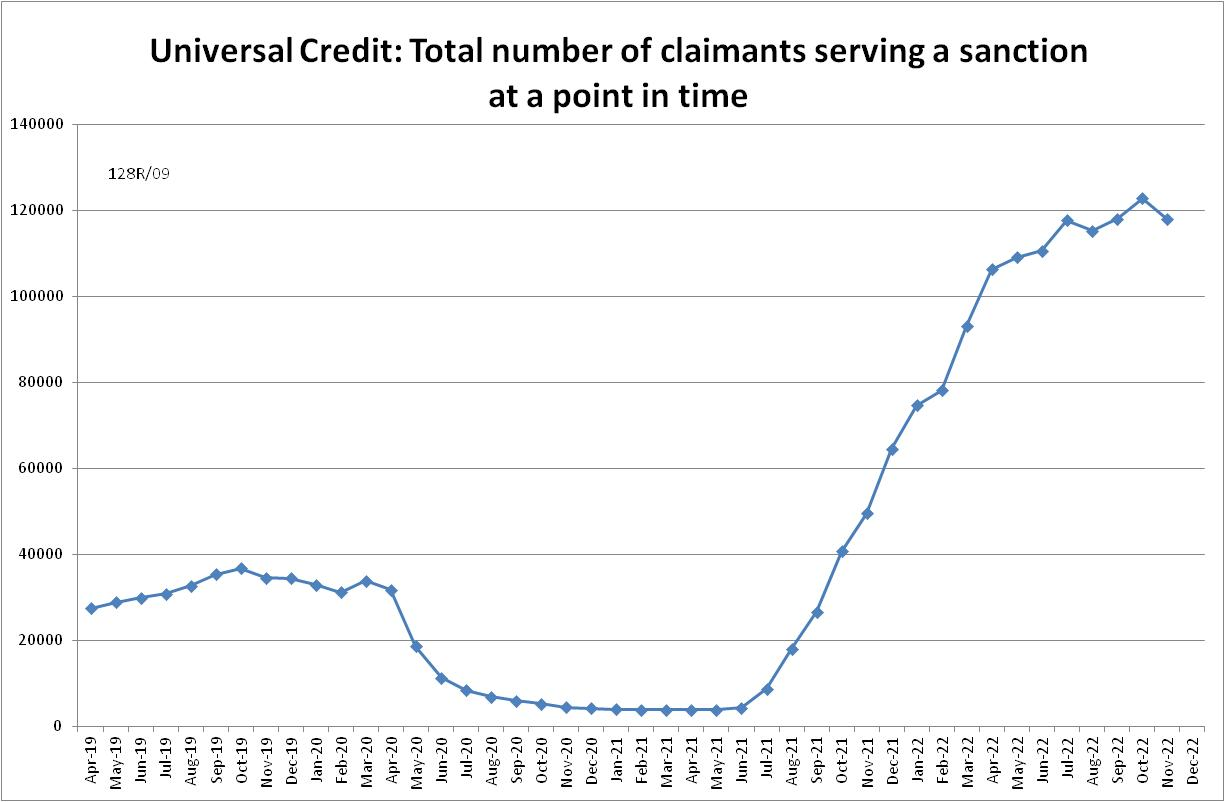 Universal Credit: Total number of claimants serving a sanction
at a point in time
140000
128R/09
120000
100000
80000
60000
40000
20000
0
Apr-19
May-19
Jun-19
Jul-19
Aug-19
Sep-19
Oct-19
Nov-19
Dec-19
Jan-20
Feb-20
Mar-20
Apr-20
May-20
Jun-20
Jul-20
Aug-20
Sep-20
Oct-20
Nov-20
Dec-20
Jan-21
Feb-21
Mar-21
Apr-21
May-21
Jun-21
Jul-21
Aug-21
Sep-21
Oct-21
Nov-21
Dec-21
Jan-22
Feb-22
Mar-22
Apr-22
May-22
Jun-22
Jul-22
Aug-22
Sep-22
Oct-22
Nov-22
Dec-22